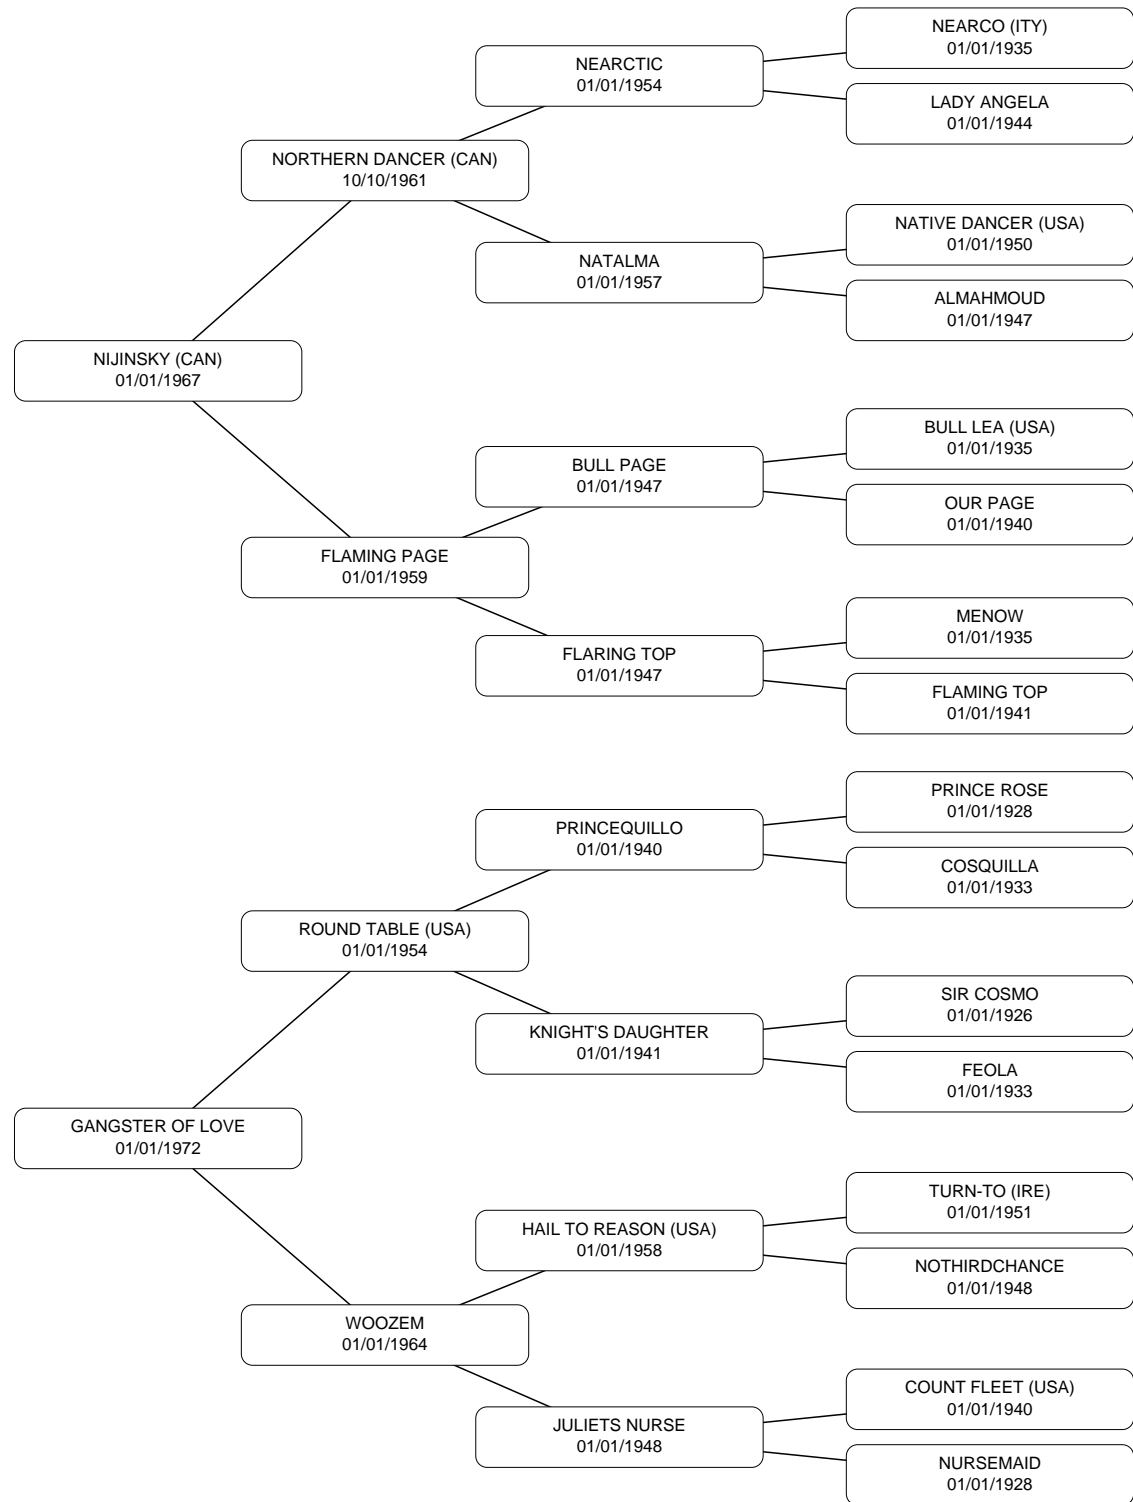 NEARCO (ITY)
01/01/1935
NEARCTIC
01/01/1954
LADY ANGELA
01/01/1944
NORTHERN DANCER (CAN)
10/10/1961
NATIVE DANCER (USA)
01/01/1950
NATALMA
01/01/1957
ALMAHMOUD
01/01/1947
NIJINSKY (CAN)
01/01/1967
BULL LEA (USA)
01/01/1935
BULL PAGE
01/01/1947
OUR PAGE
01/01/1940
FLAMING PAGE
01/01/1959
MENOW
01/01/1935
FLARING TOP
01/01/1947
FLAMING TOP
01/01/1941
PRINCE ROSE
01/01/1928
PRINCEQUILLO
01/01/1940
COSQUILLA
01/01/1933
ROUND TABLE (USA)
01/01/1954
SIR COSMO
01/01/1926
KNIGHT'S DAUGHTER
01/01/1941
FEOLA
01/01/1933
GANGSTER OF LOVE
01/01/1972
TURN-TO (IRE)
01/01/1951
HAIL TO REASON (USA)
01/01/1958
NOTHIRDCHANCE
01/01/1948
WOOZEM
01/01/1964
COUNT FLEET (USA)
01/01/1940
JULIETS NURSE
01/01/1948
NURSEMAID
01/01/1928